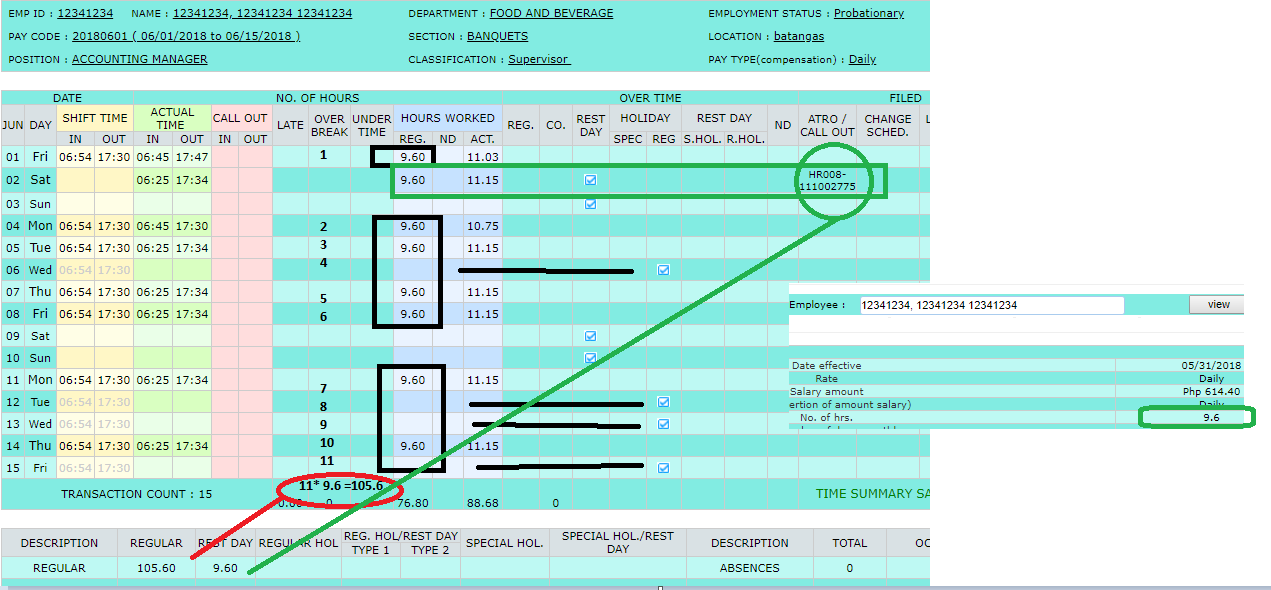 EMP ID : 12341234 NAME : 12341234, 12341234 12341234 DEPARTMENT : FOOD AND BEVERAGE EMPLOYMENT STATUS : Probationary
PAY CODE : 20180601 ( 06/01/2018 to 06/15/2018 ) SECTION : BANQUETS LOCATION : batangas
POSITION : ACCOUNTING MANAGER CLASSIFICATION : Supervisor PAY TYPE(compensation) : Daily
DATE NO. OF HOURS OVER TIME FILED
JUN DAY SHIFT TIME ACTUAL TIME CALL OUT LATE OVER BREAK UNDER TIME HOURS WORKED REG. CO. REST DAY HOLIDAY REST DAY ND ATRO / CALL OUT CHANGE SCHED.
IN OUT IN OUT IN OUT REG. ND ACT. SPEC REG S.HOL. R.HOL.
01 Fri 06:54 17:30 06:45 17:47 1 9.60 11.03
02 Sat 06:25 17:34 9.60 11.15 HR008-111002775
03 Sun
04 Mon 06:54 17:30 06:45 17:30 2 9.60 10.75
05 Tue 06:54 17:30 06:25 17:34 3 9.60 11.15
06 Wed 06:54 17:30 4
07 Thu 06:54 17:30 06:25 17:34 5 9.60 11.15
08 Fri 06:54 17:30 06:25 17:34 6 9.60 11.15
09 Sat
10 Sun
11 Mon 06:54 17:30 06:25 17:34 7 9.60 11.15
12 Tue 06:54 17:30 8
13 Wed 06:54 17:30 9
14 Thu 06:54 17:30 06:25 17:34 10 9.60 11.15
15 Fri 06:54 17:30 11
11* 9.6 =105.6
TRANSACTION COUNT : 15 0.00 0 76.80 88.68 0 TIME SUMMARY SA
DESCRIPTION REGULAR REST DAY REGULAR HOL REG. HOL/REST DAY SPECIAL HOL. SPECIAL HOL./REST DAY DESCRIPTION TOTAL OC
TYPE 1 TYPE 2
REGULAR 105.60 9.60 ABSENCES 0
Employee : 12341234, 12341234 12341234 view
Date effective 05/31/2018
Rate Daily
Salary amount Php 614.40
ertion of amount salary) Daily
No. of hrs. 9.6